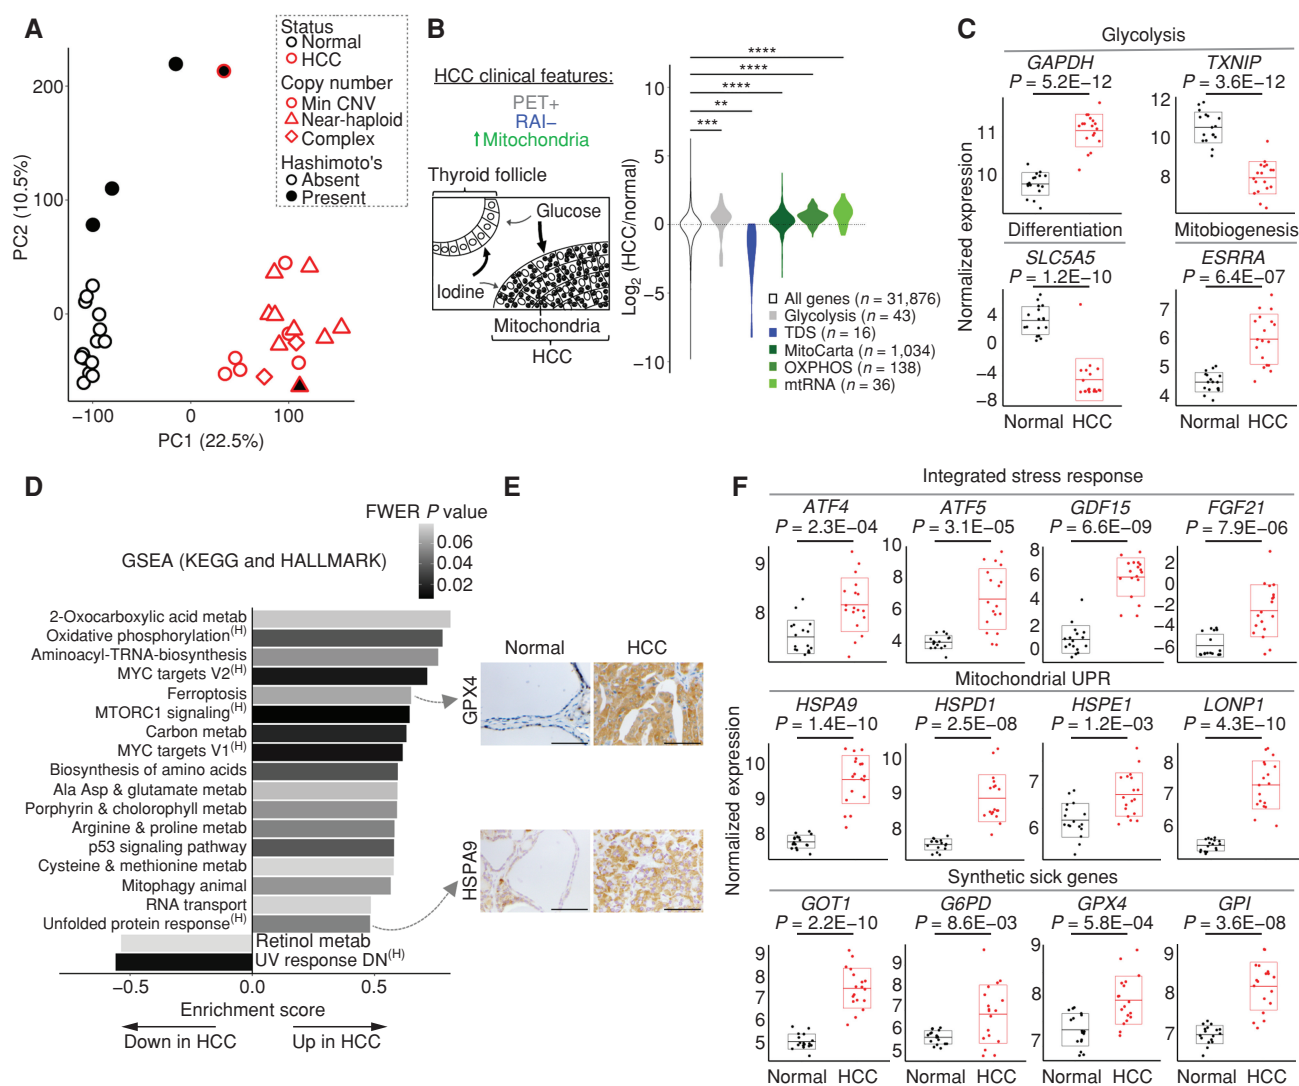 A
Status
Normal
HCC
Copy number
Min CNV
Near-haploid
Complex
Hashimoto's
Absent
Present
PC2 (10.5%)
200
100
0
−100
0
100
PC1 (22.5%)
B
HCC clinical features:
PET+
RAI−
↑Mitochondria
Thyroid follicle
Glucose
Iodine
Mitochondria
HCC
Log2 (HCC/normal)
10
5
0
−5
−10
****
****
****
**
***
All genes (n = 31,876)
Glycolysis (n = 43)
TDS (n = 16)
MitoCarta (n = 1,034)
OXPHOS (n = 138)
mtRNA (n = 36)
C
Glycolysis
Normalized expression
GAPDH
P = 5.2E−12
11
10
TXNIP
P = 3.6E−12
12
10
8
Differentiation
SLC5A5
P = 1.2E−10
4
0
−4
−8
Normal HCC
Mitobiogenesis
ESRRA
P = 6.4E−07
7
6
5
4
Normal HCC
D
FWER P value
0.06
0.04
0.02
GSEA (KEGG and HALLMARK)
2-Oxocarboxylic acid metab
Oxidative phosphorylation(H)
Aminoacyl-TRNA-biosynthesis
MYC targets V2(H)
Ferroptosis
MTORC1 signaling(H)
Carbon metab
MYC targets V1(H)
Biosynthesis of amino acids
Ala Asp & glutamate metab
Porphyrin & cholorophyll metab
Arginine & proline metab
p53 signaling pathway
Cysteine & methionine metab
Mitophagy animal
RNA transport
Unfolded protein response(H)
Retinol metab
UV response DN(H)
−0.5
0.0
0.5
Enrichment score
Down in HCC
Up in HCC
E
Normal
HCC
GPX4
HSPA9
F
Integrated stress response
Normalized expression
ATF4
P = 2.3E−04
9
8
ATF5
P = 3.1E−05
10
8
6
4
GDF15
P = 6.6E−09
8
6
4
2
0
FGF21
P = 7.9E−06
2
0
−2
−4
−6
Mitochondrial UPR
HSPA9
P = 1.4E−10
10
9
8
HSPD1
P = 2.5E−08
10
9
8
HSPE1
P = 1.2E−03
7
6
LONP1
P = 4.3E−10
8
7
6
Synthetic sick genes
GOT1
P = 2.2E−10
9
8
7
6
5
Normal HCC
G6PD
P = 8.6E−03
9
8
7
6
5
Normal HCC
GPX4
P = 5.8E−04
9
8
7
Normal HCC
GPI
P = 3.6E−08
9
8
7
Normal HCC